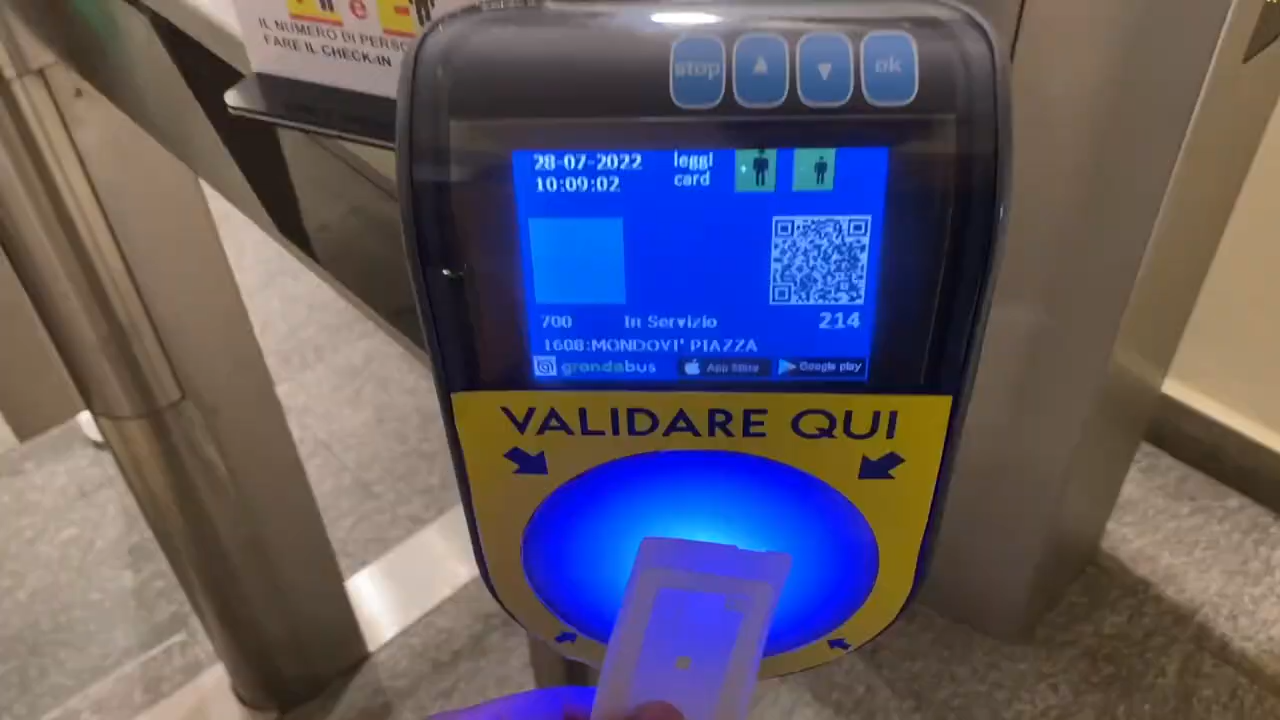 e
IL NUMERO DI PERSO
FARE IL CHECK-IN
stop ok
28-07-2022
10:09:02
leggi
card
700 In Servizio 214
1608:MONDOVI' PIAZZA
grandabus App Store Google play
VALIDARE QUI